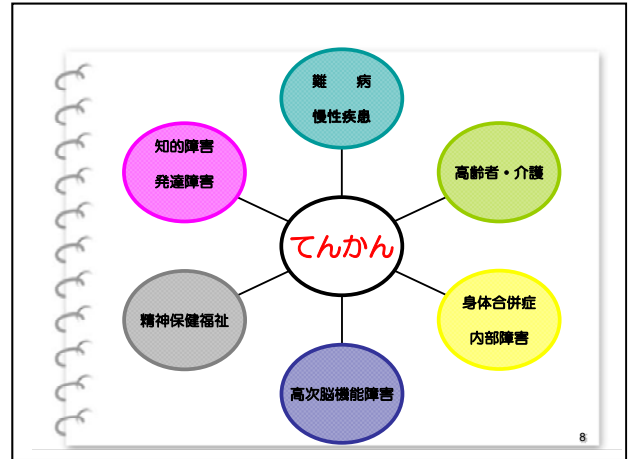 難　病
慢性疾患
知的障害
発達障害
高齢者・介護
てんかん
精神保健福祉
身体合併症
内部障害
高次脳機能障害
8